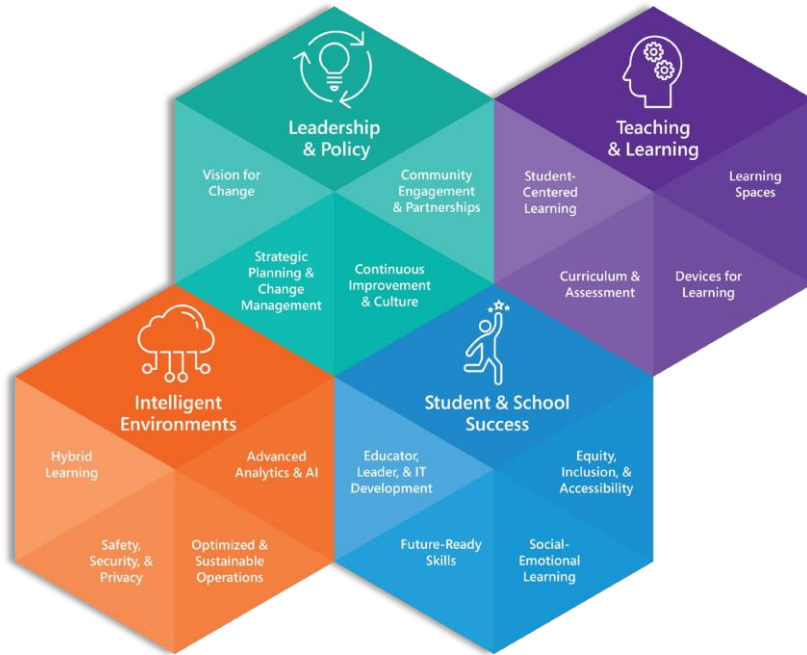 Leadership
& Policy
Vision for
Change
Community
Engagement
& Partnerships
Strategic
Planning &
Change
Management
Continuous
Improvement
& Culture
Teaching
& Learning
Student-
Centered
Learning
Learning
Spaces
Curriculum &
Assessment
Devices for
Learning
Intelligent
Environments
Hybrid
Learning
Advanced
Analytics & AI
Safety,
Security, &
Privacy
Optimized &
Sustainable
Operations
Student & School
Success
Educator,
Leader, & IT
Development
Equity,
Inclusion, &
Accessibility
Future-Ready
Skills
Social-
Emotional
Learning